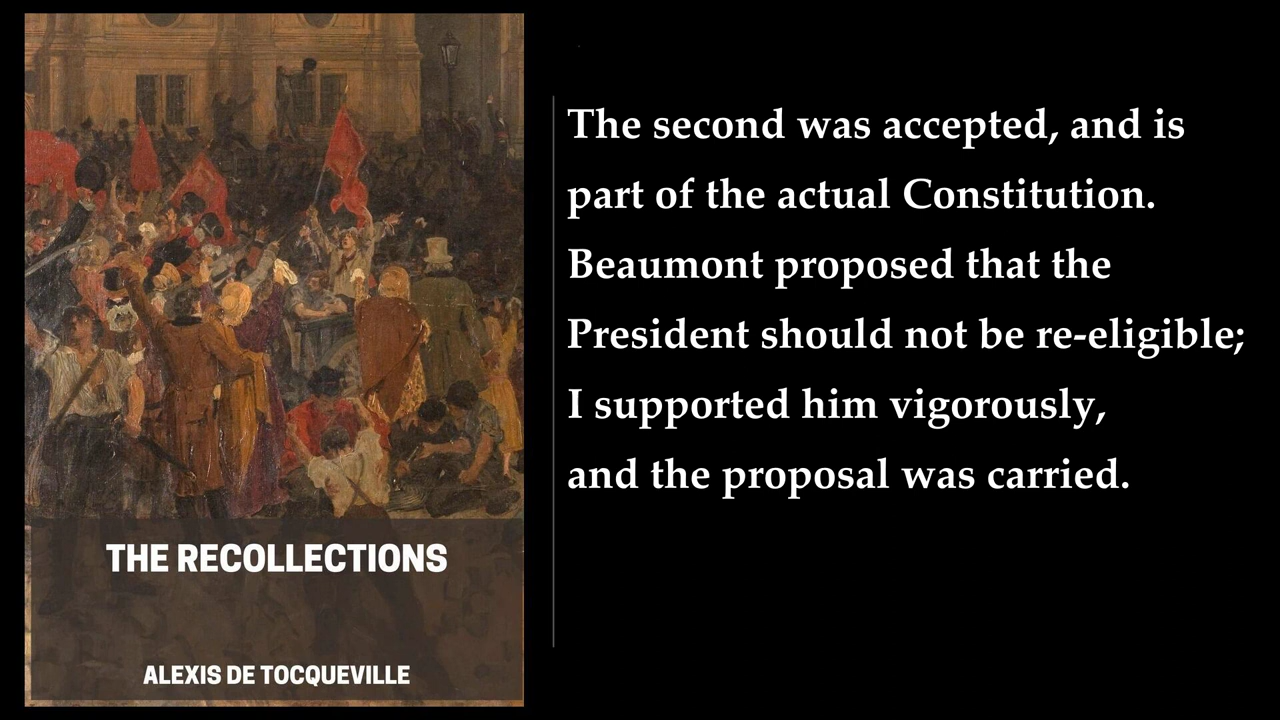 THE RECOLLECTIONS
ALEXIS DE TOCQUEVILLE
The second was accepted, and is
part of the actual Constitution.
Beaumont proposed that the
President should not be re-eligible;
I supported him vigorously,
and the proposal was carried.